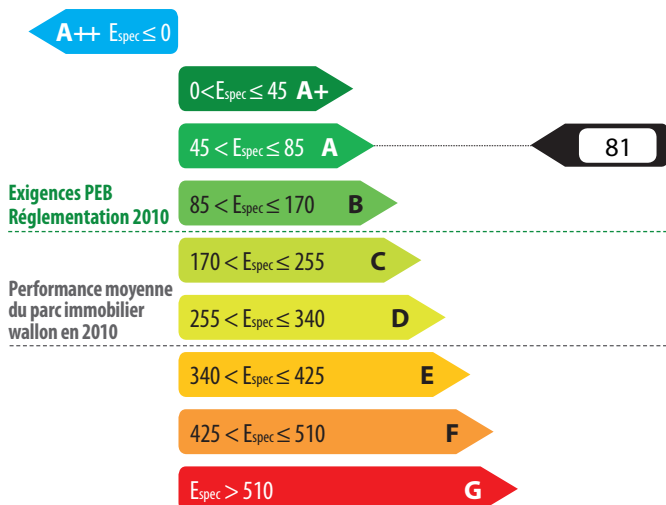 A++ Espec ≤ 0
0<Espec ≤ 45 A+
45 < Espec ≤ 85 A
81
Exigences PEB
Réglementation 2010
85 < Espec ≤ 170 B
170 < Espec ≤ 255 C
Performance moyenne
du parc immobilier
wallon en 2010
255 < Espec ≤ 340 D
340 < Espec ≤ 425 E
425 < Espec ≤ 510 F
Espec > 510 G